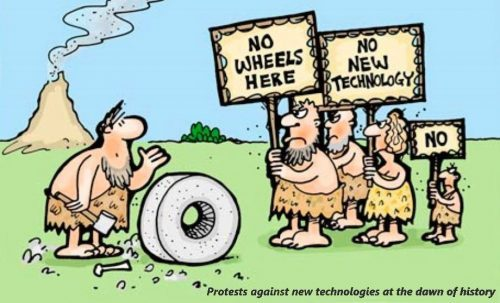 NO
WHEELS
HERE
NO
NEW
TECHNOLOGY
NO
Protests against new technologies at the dawn of history